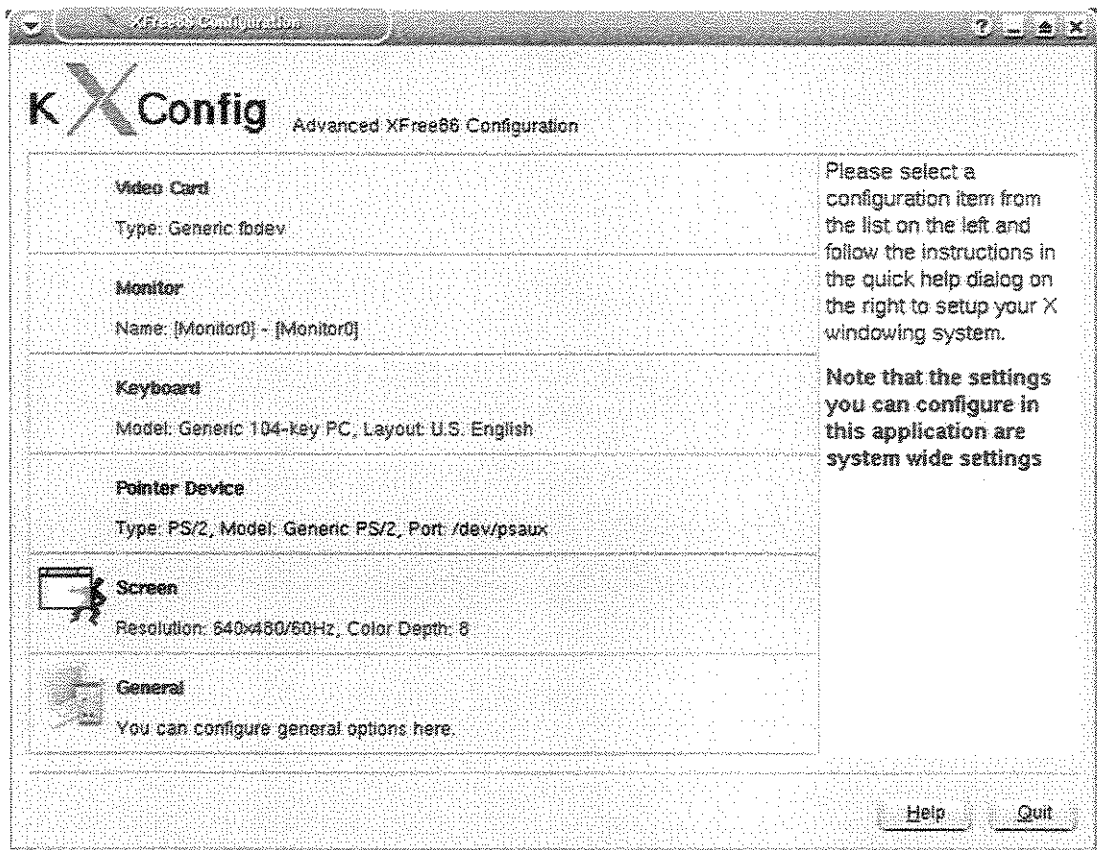 XFree86 Configuration
K X Config Advanced XFree86 Configuration
Video Card
Type: Generic fbdev
Monitor
Name: [Monitor0] - [Monitor0]
Keyboard
Model: Generic 104-key PC, Layout: U.S. English
Pointer Device
Type: PS/2, Model: Generic PS/2, Port: /dev/psaux
Screen
Resolution: 640x480/60Hz, Color Depth: 8
General
You can configure general options here.
Please select a
configuration item from
the list on the left and
follow the instructions in
the quick help dialog on
the right to setup your X
windowing system.
Note that the settings
you can configure in
this application are
system wide settings
Help Quit